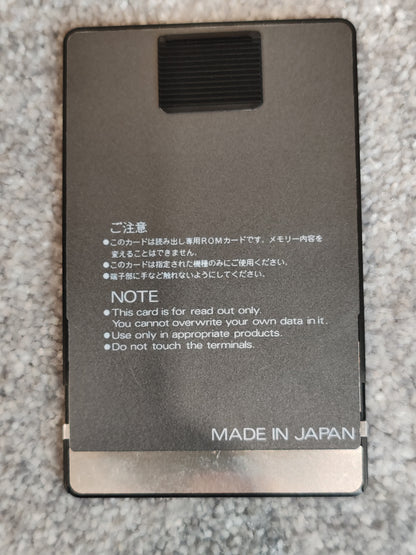 ご注意
●このカードは読み出し専用ROMカードです。メモリー内容を
変えることはできません。
●このカードは指定された機種のみにご使用ください。
●端子部に手など触れないようにしてください。
NOTE
●This card is for read out only.
You cannot overwrite your own data in it.
●Use only in appropriate products.
●Do not touch the terminals.
MADE IN JAPAN